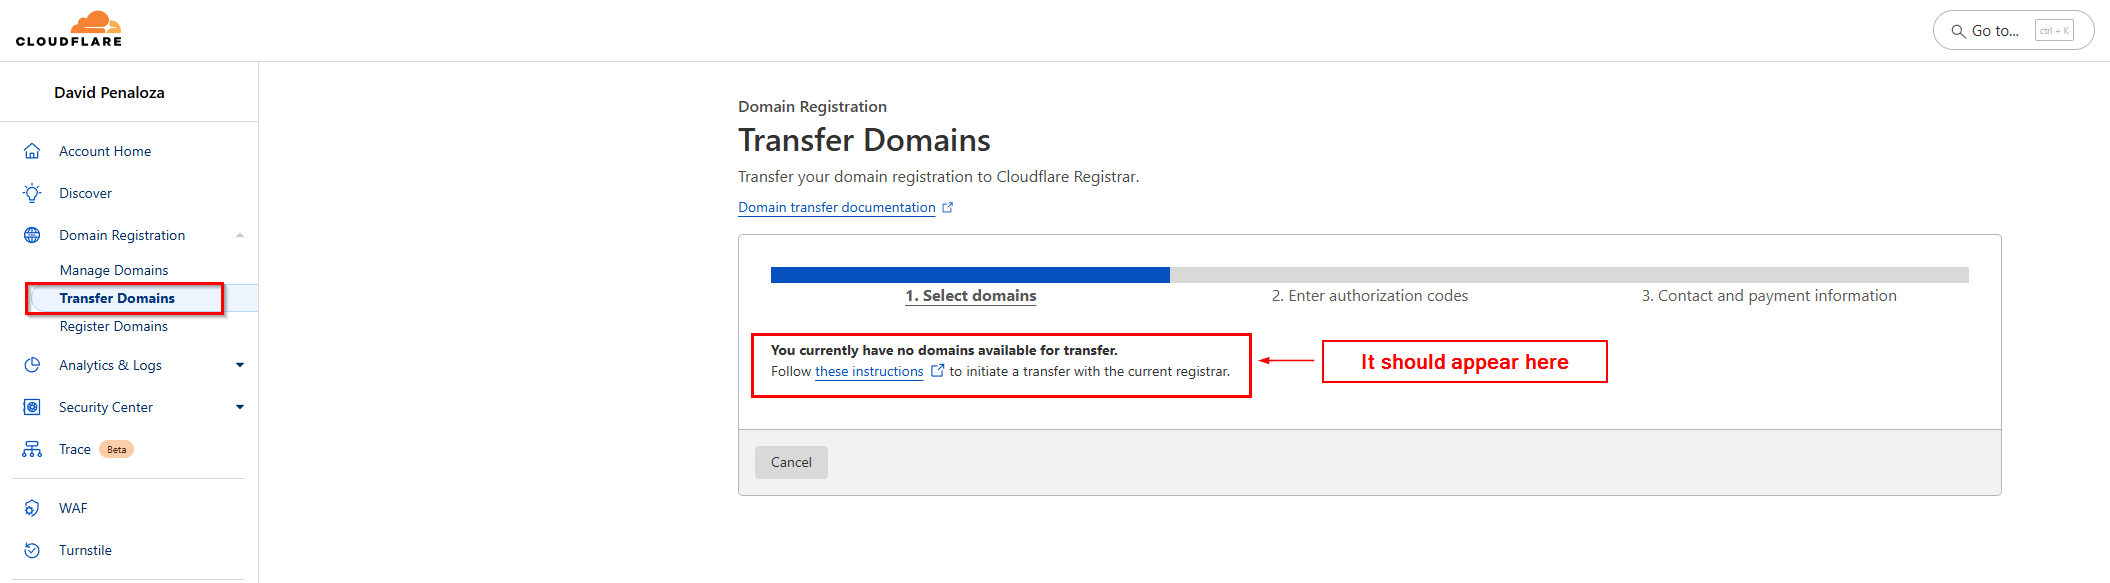 CLOUDFLARE
Go to... ctrl + K
David Penaloza
Account Home
Discover
Domain Registration
Manage Domains
Transfer Domains
Register Domains
Analytics & Logs
Security Center
Trace Beta
WAF
Turnstile
Domain Registration
Transfer Domains
Transfer your domain registration to Cloudflare Registrar.
Domain transfer documentation
1. Select domains 2. Enter authorization codes 3. Contact and payment information
You currently have no domains available for transfer.
Follow these instructions to initiate a transfer with the current registrar.
It should appear here
Cancel